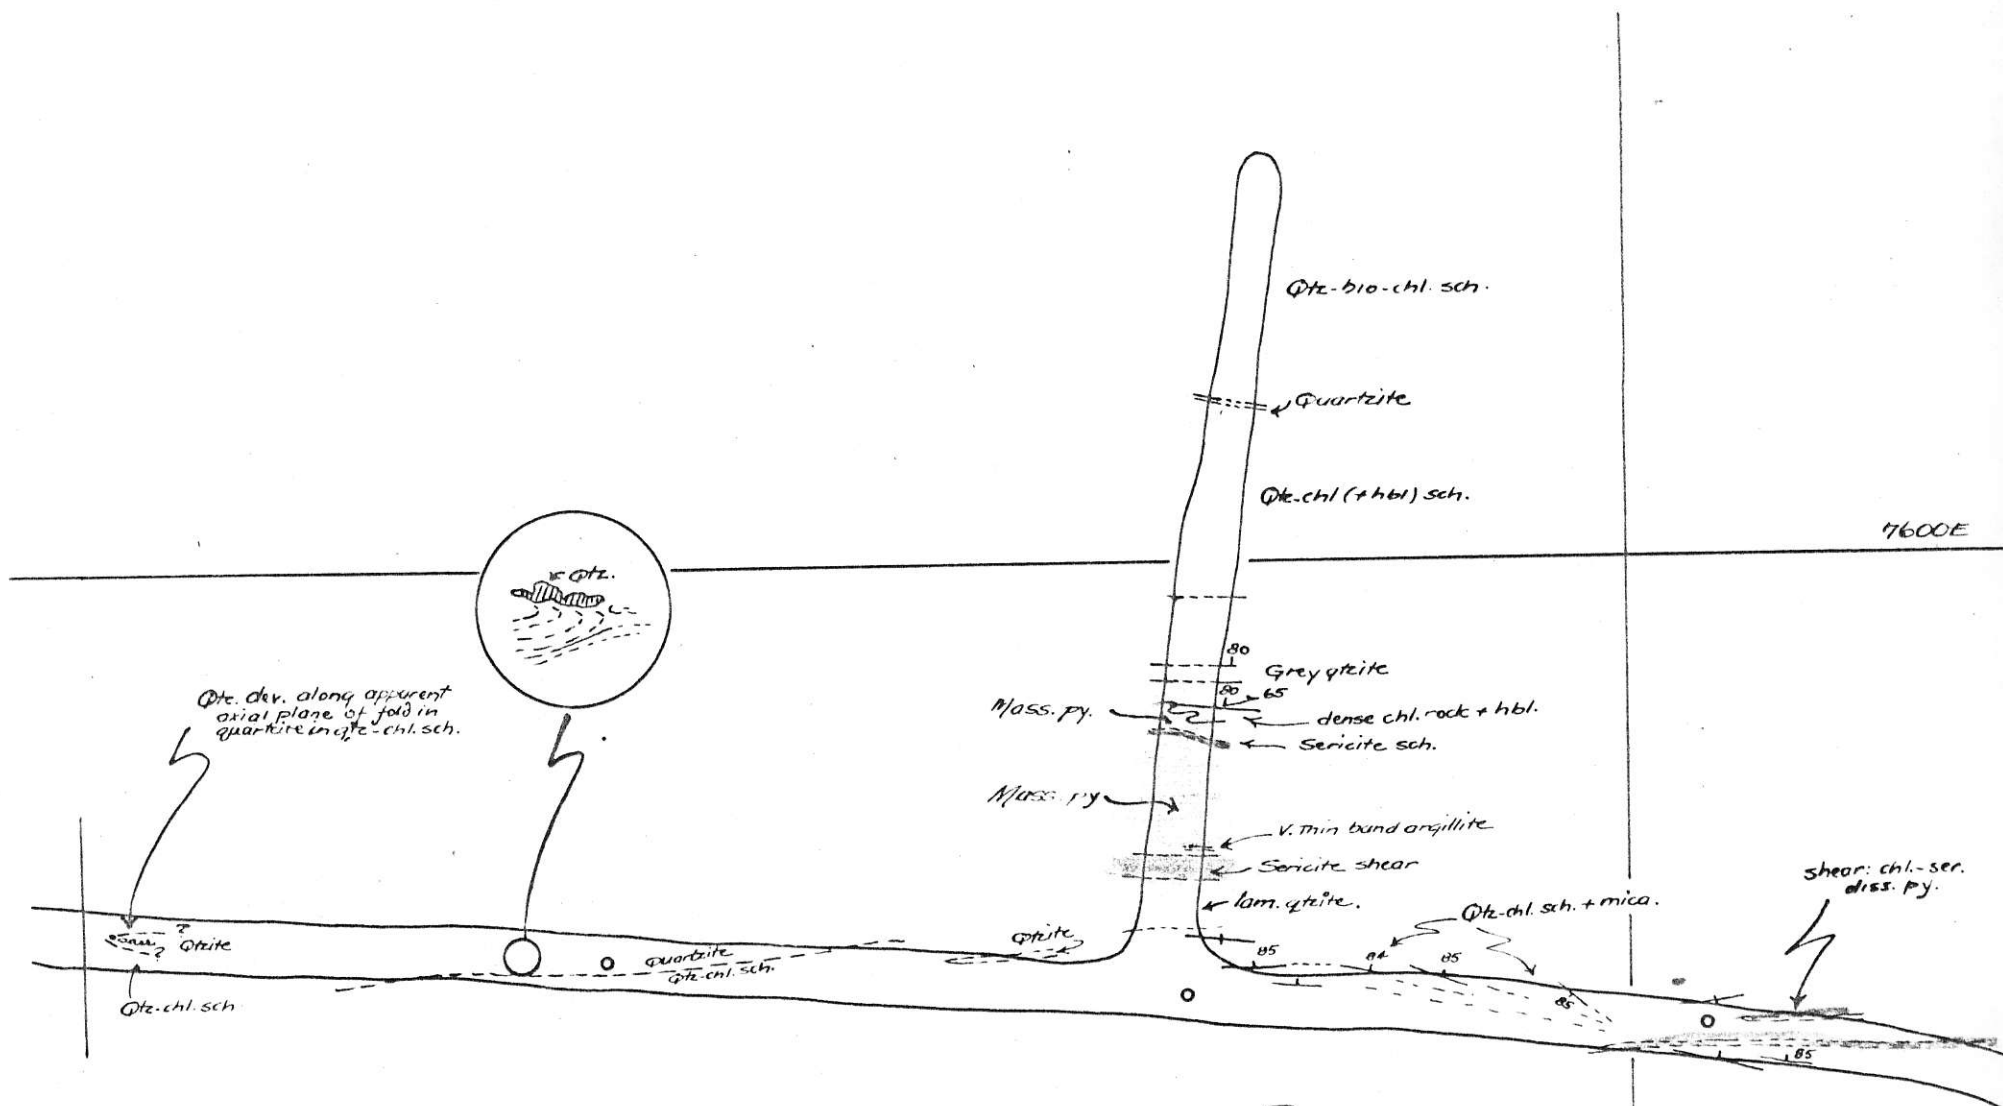 Qtz-bio-chl. sch.
Quartzite
Qtz-chl (+hbl) sch.
7600E
Qtz.
80
Grey qtzite
80
65
Mass. py.
dense chl. rock + hbl.
Sericite sch.
Mass. py
V. thin band argillite
Sericite shear
lam. qtzite.
Qtz. dev. along apparent
axial plane of fold in
quartzite in qtz-chl. sch.
shear: chl.-ser.
diss. py.
Qtz-chl. sch. + mica.
?
Qtzite
?
Qtz-chl. sch
Quartzite
Qtz-chl. sch.
Qtzite
85
84
85
85
85